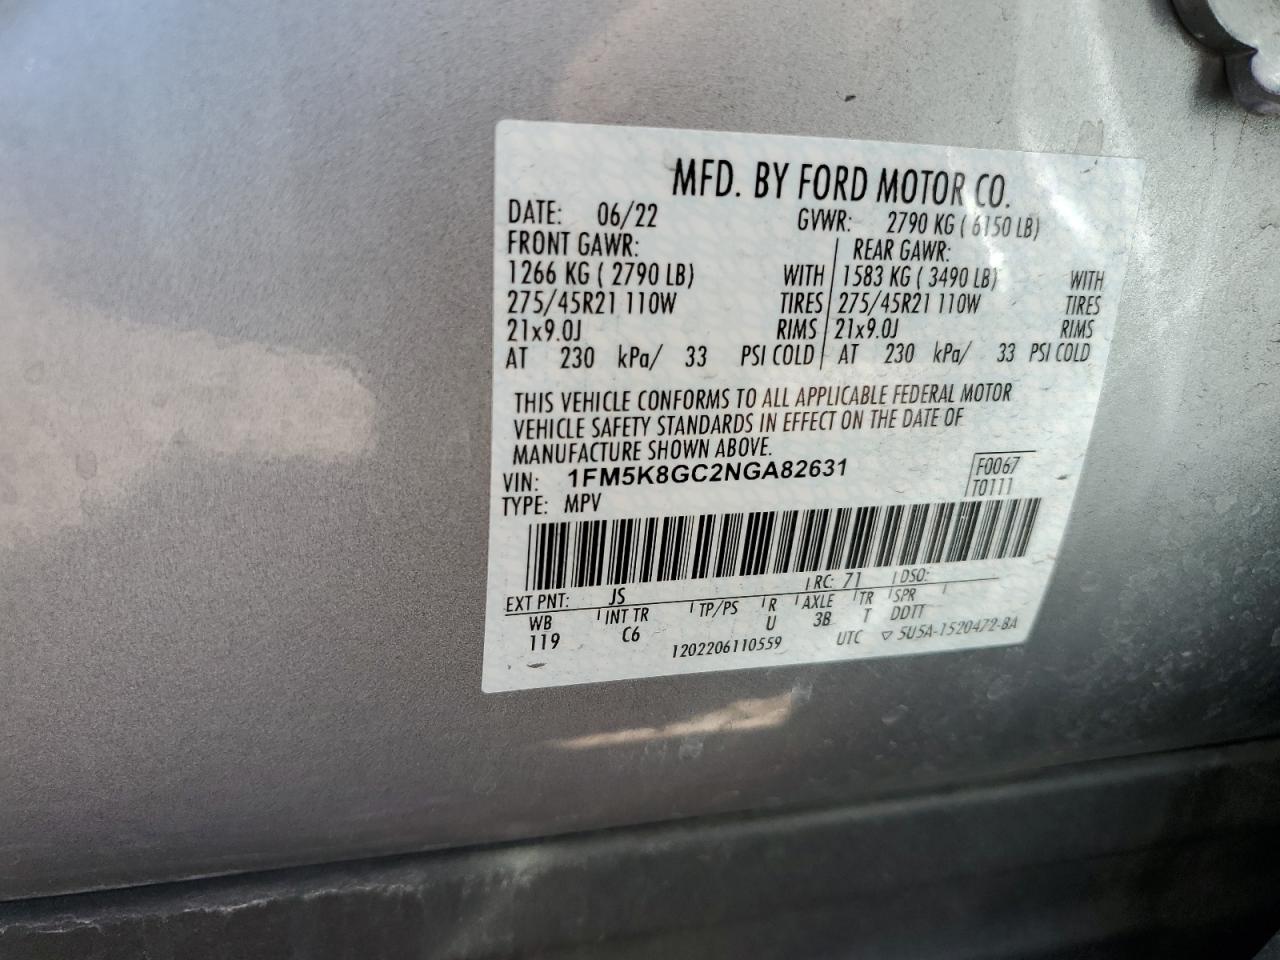 MFD. BY FORD MOTOR CO.
DATE: 06/22 GVWR: 2790 KG ( 6150 LB)
FRONT GAWR: REAR GAWR:
1266 KG ( 2790 LB) WITH 1583 KG ( 3490 LB) WITH
275/45R21 110W TIRES 275/45R21 110W TIRES
21x9.0J RIMS 21x9.0J RIMS
AT 230 kPa/ 33 PSI COLD AT 230 kPa/ 33 PSI COLD
THIS VEHICLE CONFORMS TO ALL APPLICABLE FEDERAL MOTOR
VEHICLE SAFETY STANDARDS IN EFFECT ON THE DATE OF
MANUFACTURE SHOWN ABOVE.
VIN: 1FM5K8GC2NGA82631 F0067
TYPE: MPV T0111
EXT PNT: JS RC: 71 DSO:
WB INT TR TP/PS R AXLE TR SPR
119 C6 U 3B T DDTT
1202206110559 UTC ▽ 5U5A-1520472-BA